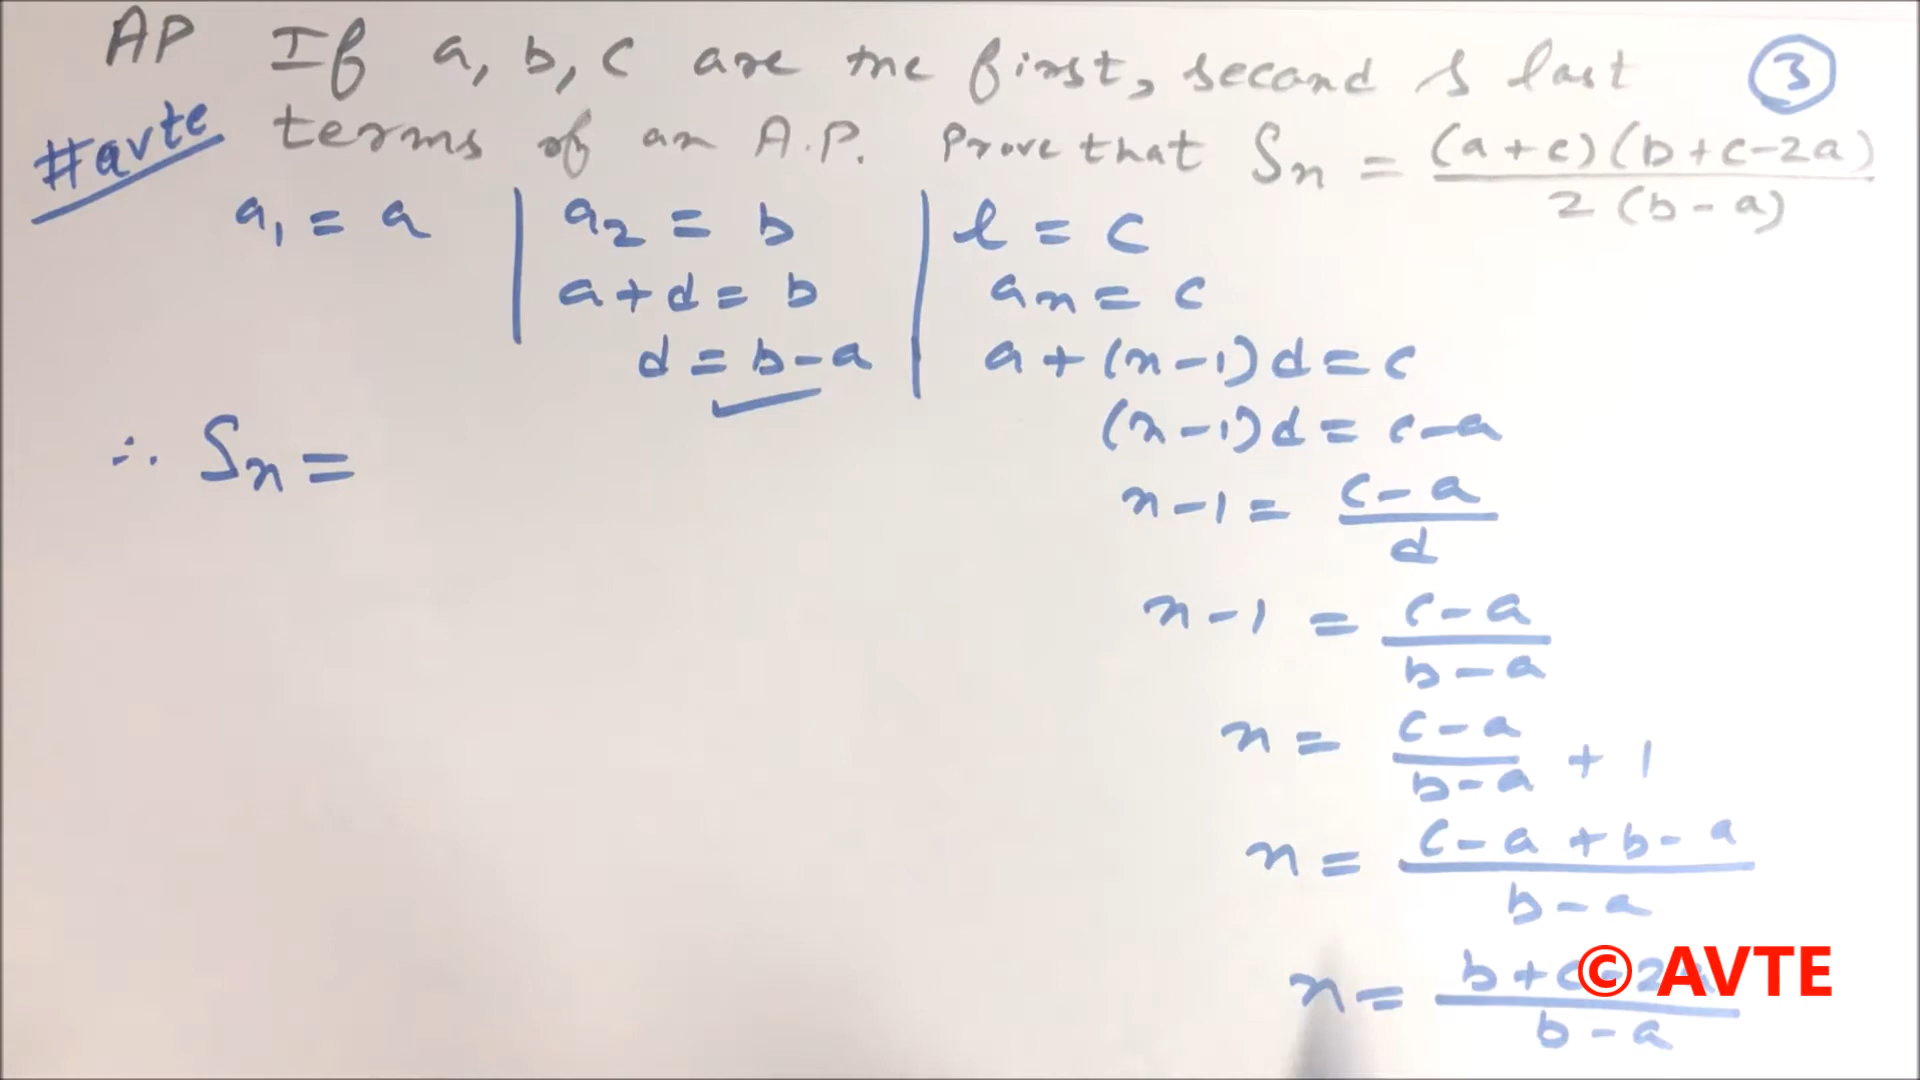 AP If a, b, c are the first, second & last ③
#avte terms of an A.P. Prove that Sn = (a+c)(b+c-2a) / 2(b-a)
a₁ = a | a₂ = b | l = c
a+d = b | an = c
d = b-a | a+(n-1)d = c
(n-1)d = c-a
∴ Sn =
n-1 = c-a / d
n-1 = c-a / b-a
n = c-a / b-a + 1
n = c-a+b-a / b-a
n = b+c-2a / b-a
© AVTE